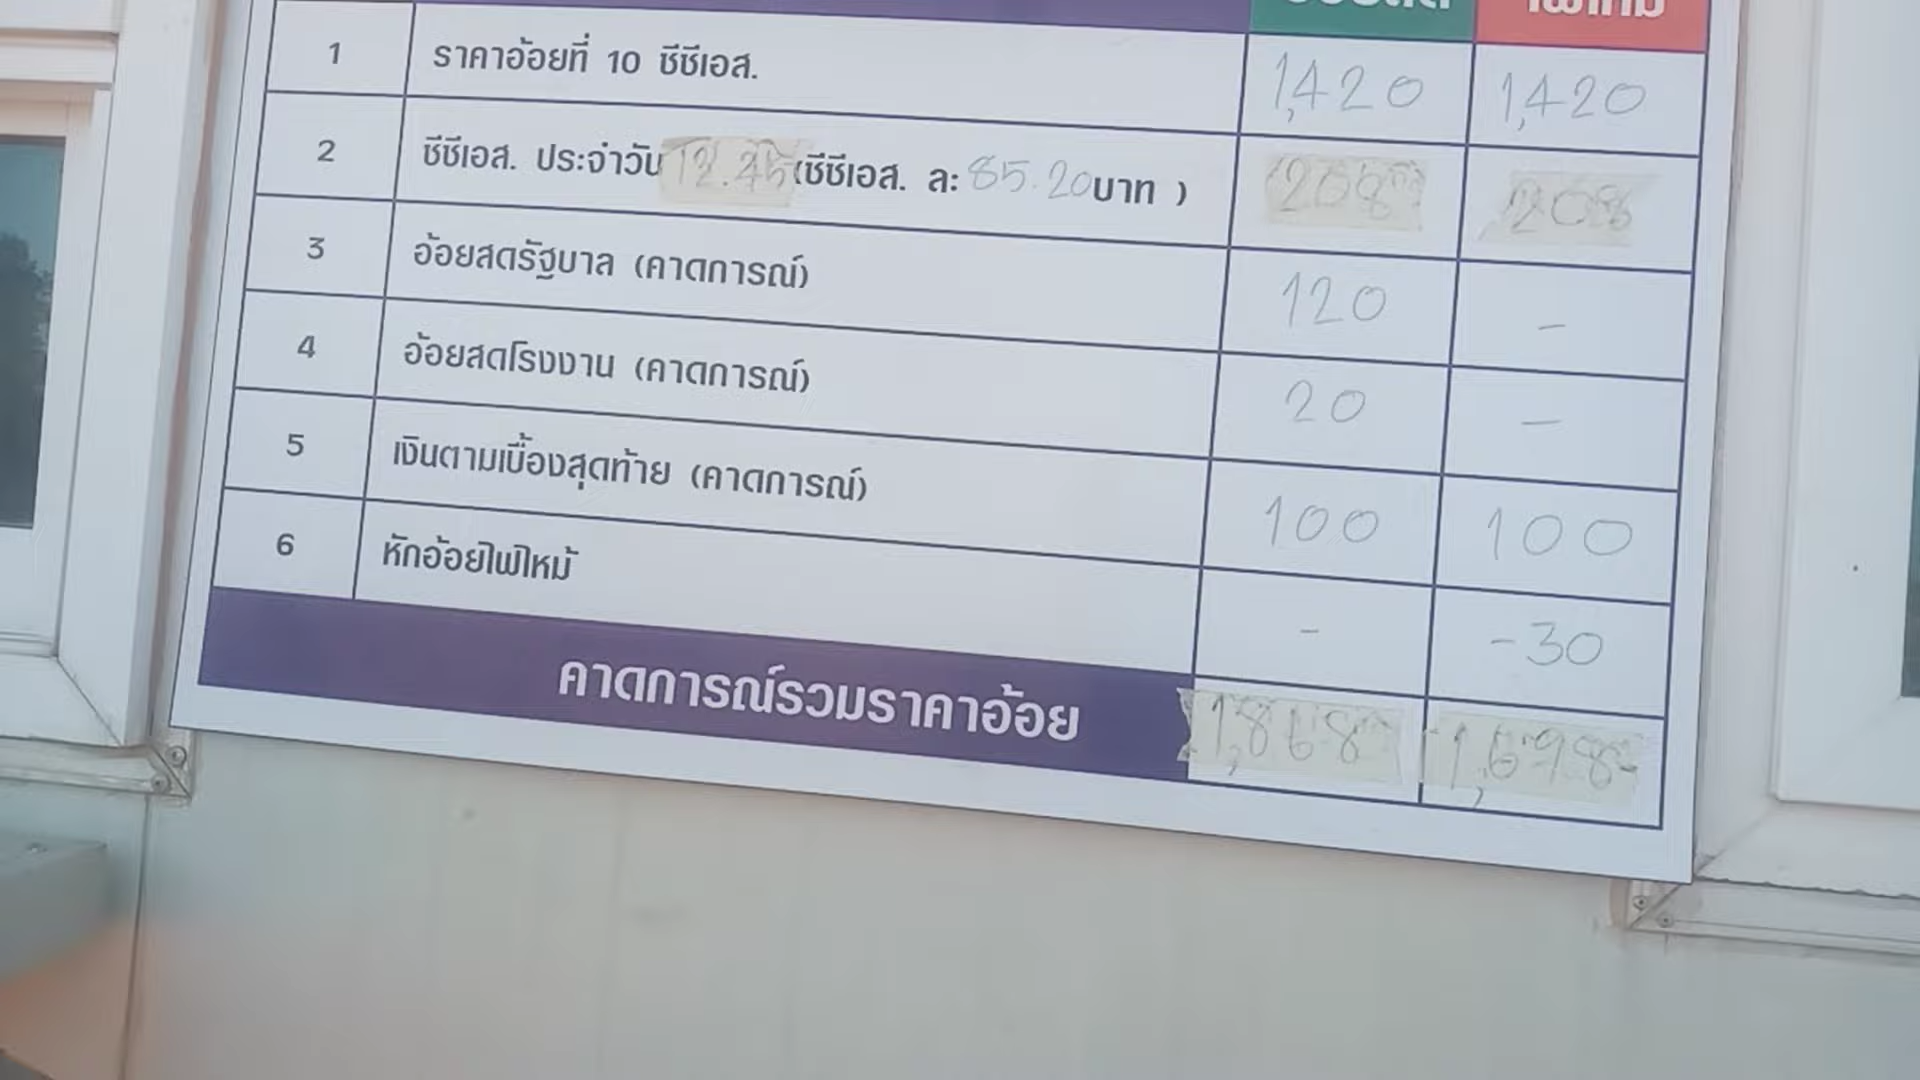 1 ราคาอ้อยที่ 10 ซีซีเอส. 1,420 1,420
2 ซีซีเอส. ประจำวัน 12.45 (ซีซีเอส. ละ 85.20 บาท ) 208 208
3 อ้อยสดรัฐบาล (คาดการณ์) 120 -
4 อ้อยสดโรงงาน (คาดการณ์) 20 -
5 เงินตามเบื้องสุดท้าย (คาดการณ์) 100 100
6 หักอ้อยไฟไหม้ - -30
คาดการณ์รวมราคาอ้อย 1,868 1,698